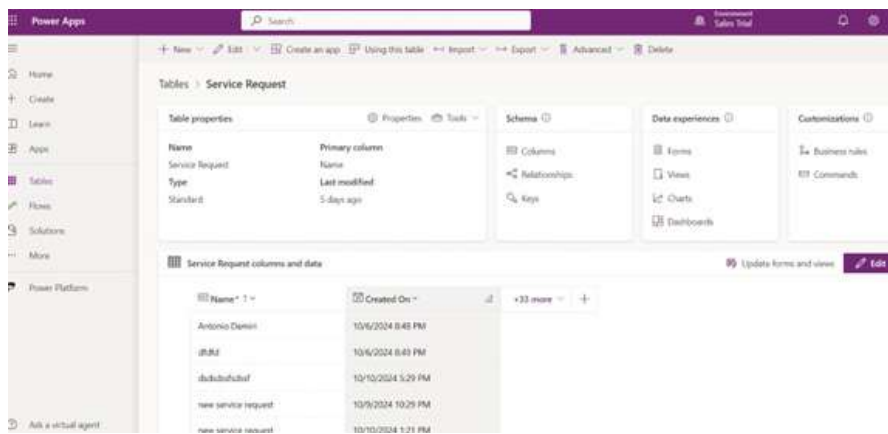 Power Apps
Search
Environment
Sales Trial
New Edit Create an app Using this table Import Export Advanced Delete
Home
Create
Learn
Apps
Tables
Flows
Solutions
More
Power Platform
Ask a virtual agent
Tables > Service Request
Table properties Properties Tools
Name Primary column
Service Request Name
Type Last modified
Standard 5 days ago
Schema
Columns
Relationships
Keys
Data experiences
Forms
Views
Charts
Dashboards
Customizations
Business rules
Commands
Service Request columns and data Update forms and views Edit
Name* Created On +33 more
Antonio 10/6/2024 8:48 PM
10/6/2024 8:49 PM
10/10/2024 5:29 PM
new service request 10/9/2024 10:29 PM
new service request 10/10/2024 1:21 PM